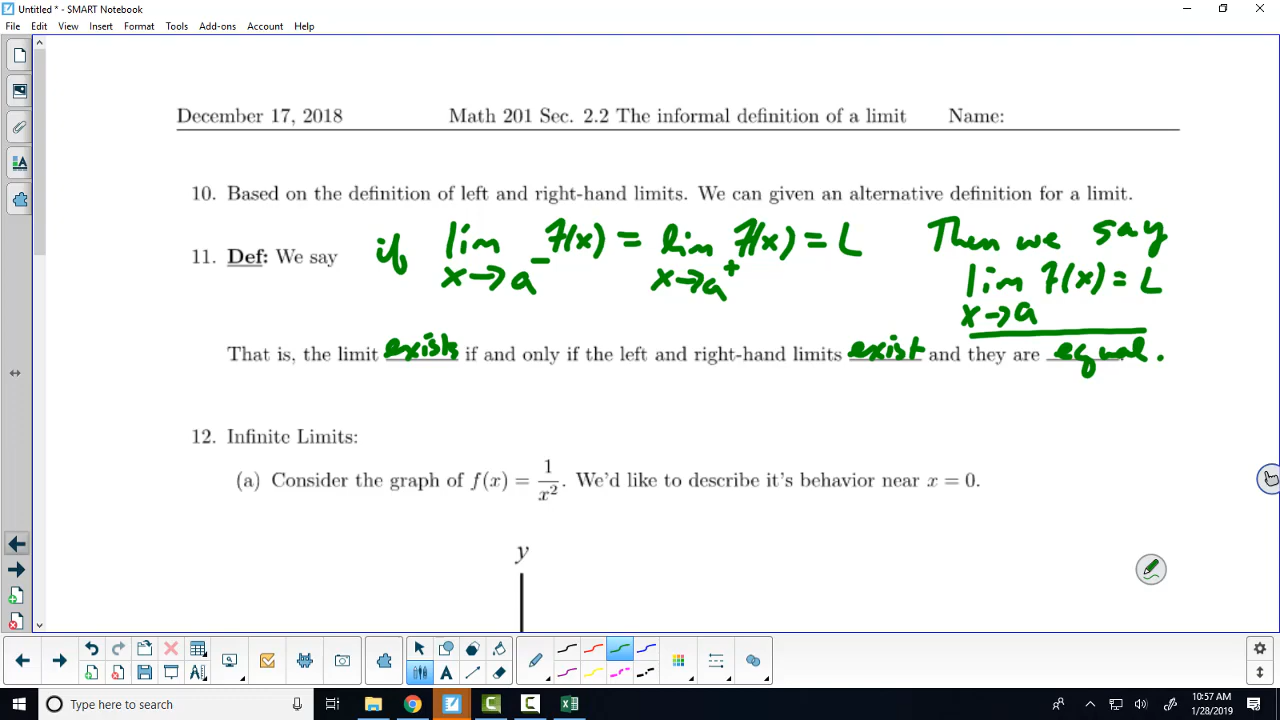 Untitled * - SMART Notebook
File Edit View Insert Format Tools Add-ons Account Help
December 17, 2018 Math 201 Sec. 2.2 The informal definition of a limit Name:
10. Based on the definition of left and right-hand limits. We can given an alternative definition for a limit.
11. Def: We say if lim x→a⁻ f(x) = lim x→a⁺ f(x) = L Then we say
lim x→a f(x) = L
That is, the limit exists if and only if the left and right-hand limits exist and they are equal.
12. Infinite Limits:
(a) Consider the graph of f(x) = 1/x². We'd like to describe it's behavior near x = 0.
y
Type here to search
10:57 AM
1/28/2019